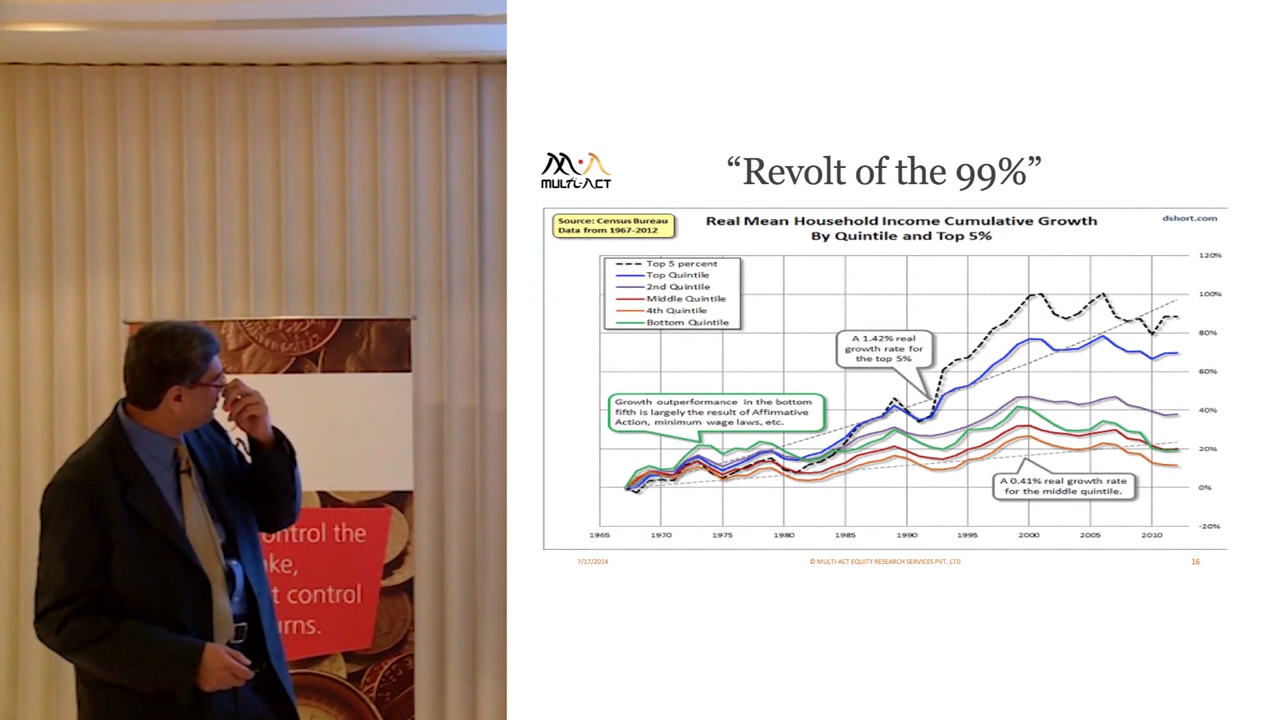 ontrol the
ke,
t control
rns.
MULTI-ACT
“Revolt of the 99%”
Source: Census Bureau
Data from 1967-2012
Real Mean Household Income Cumulative Growth
By Quintile and Top 5%
dshort.com
Top 5 percent
Top Quintile
2nd Quintile
Middle Quintile
4th Quintile
Bottom Quintile
A 1.42% real
growth rate for
the top 5%
Growth outperformance in the bottom
fifth is largely the result of Affirmative
Action, minimum wage laws, etc.
A 0.41% real growth rate
for the middle quintile.
120%
100%
80%
60%
40%
20%
0%
-20%
1965 1970 1975 1980 1985 1990 1995 2000 2005 2010
7/17/2014 © MULTI-ACT EQUITY RESEARCH SERVICES PVT. LTD 16